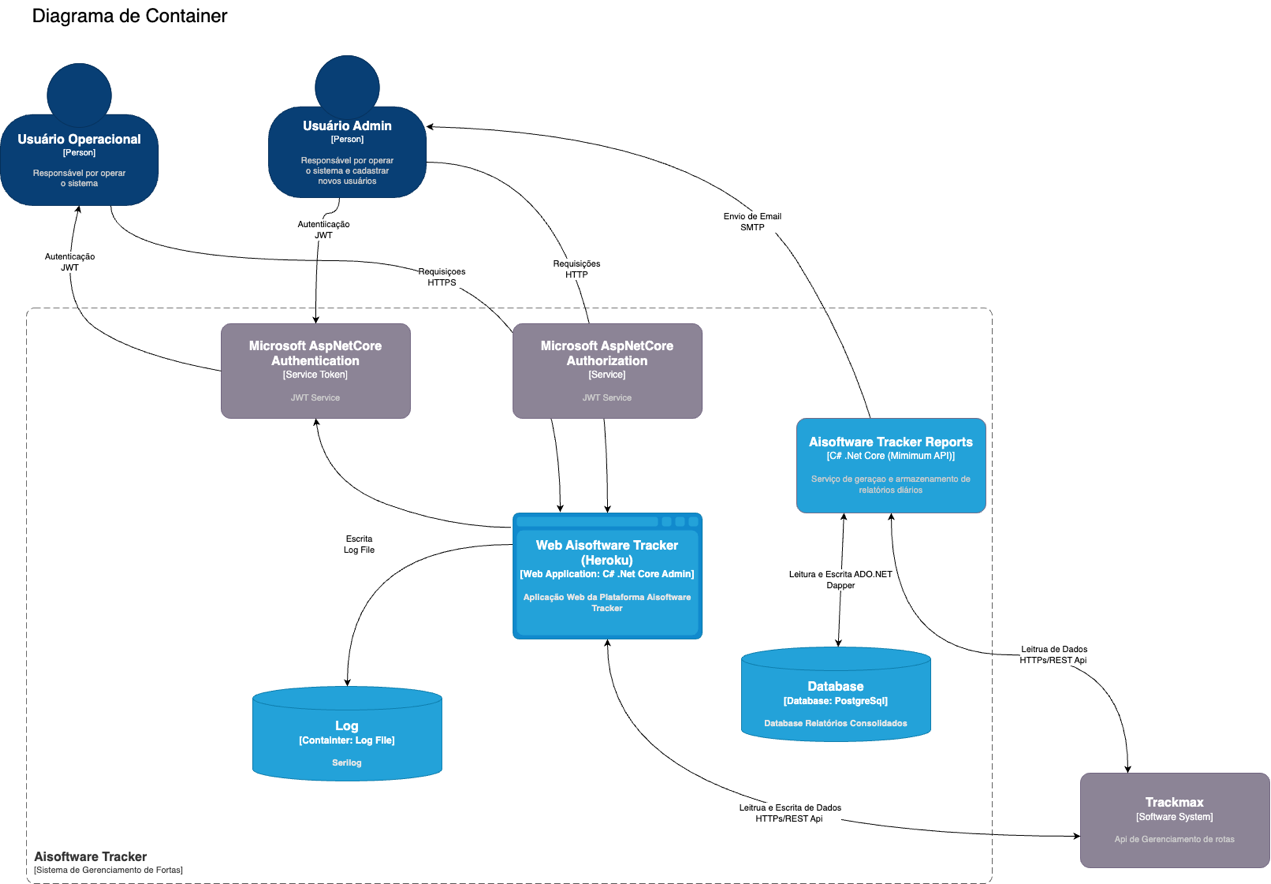 Diagrama de Container
Usuário Operacional
[Person]
Responsável por operar
o sistema
Usuário Admin
[Person]
Responsável por operar
o sistema e cadastrar
novos usuários
Envio de Email
SMTP
Autentiicação
JWT
Autenticação
JWT
Requisiçoes
HTTPS
Requisições
HTTP
Microsoft AspNetCore
Authentication
[Service Token]
JWT Service
Microsoft AspNetCore
Authorization
[Service]
JWT Service
Aisoftware Tracker Reports
[C# .Net Core (Mimimum API)]
Serviço de geraçao e armazenamento de
relatórios diários
Escrita
Log File
Web Aisoftware Tracker
(Heroku)
[Web Application: C# .Net Core Admin]
Aplicação Web da Plataforma Aisoftware
Tracker
Leitura e Escrita ADO.NET
Dapper
Leitrua de Dados
HTTPs/REST Api
Database
[Database: PostgreSql]
Database Relatórios Consolidados
Log
[Containter: Log File]
Serilog
Leitrua e Escrita de Dados
HTTPs/REST Api
Trackmax
[Software System]
Api de Gerenciamento de rotas
Aisoftware Tracker
[Sistema de Gerenciamento de Fortas]